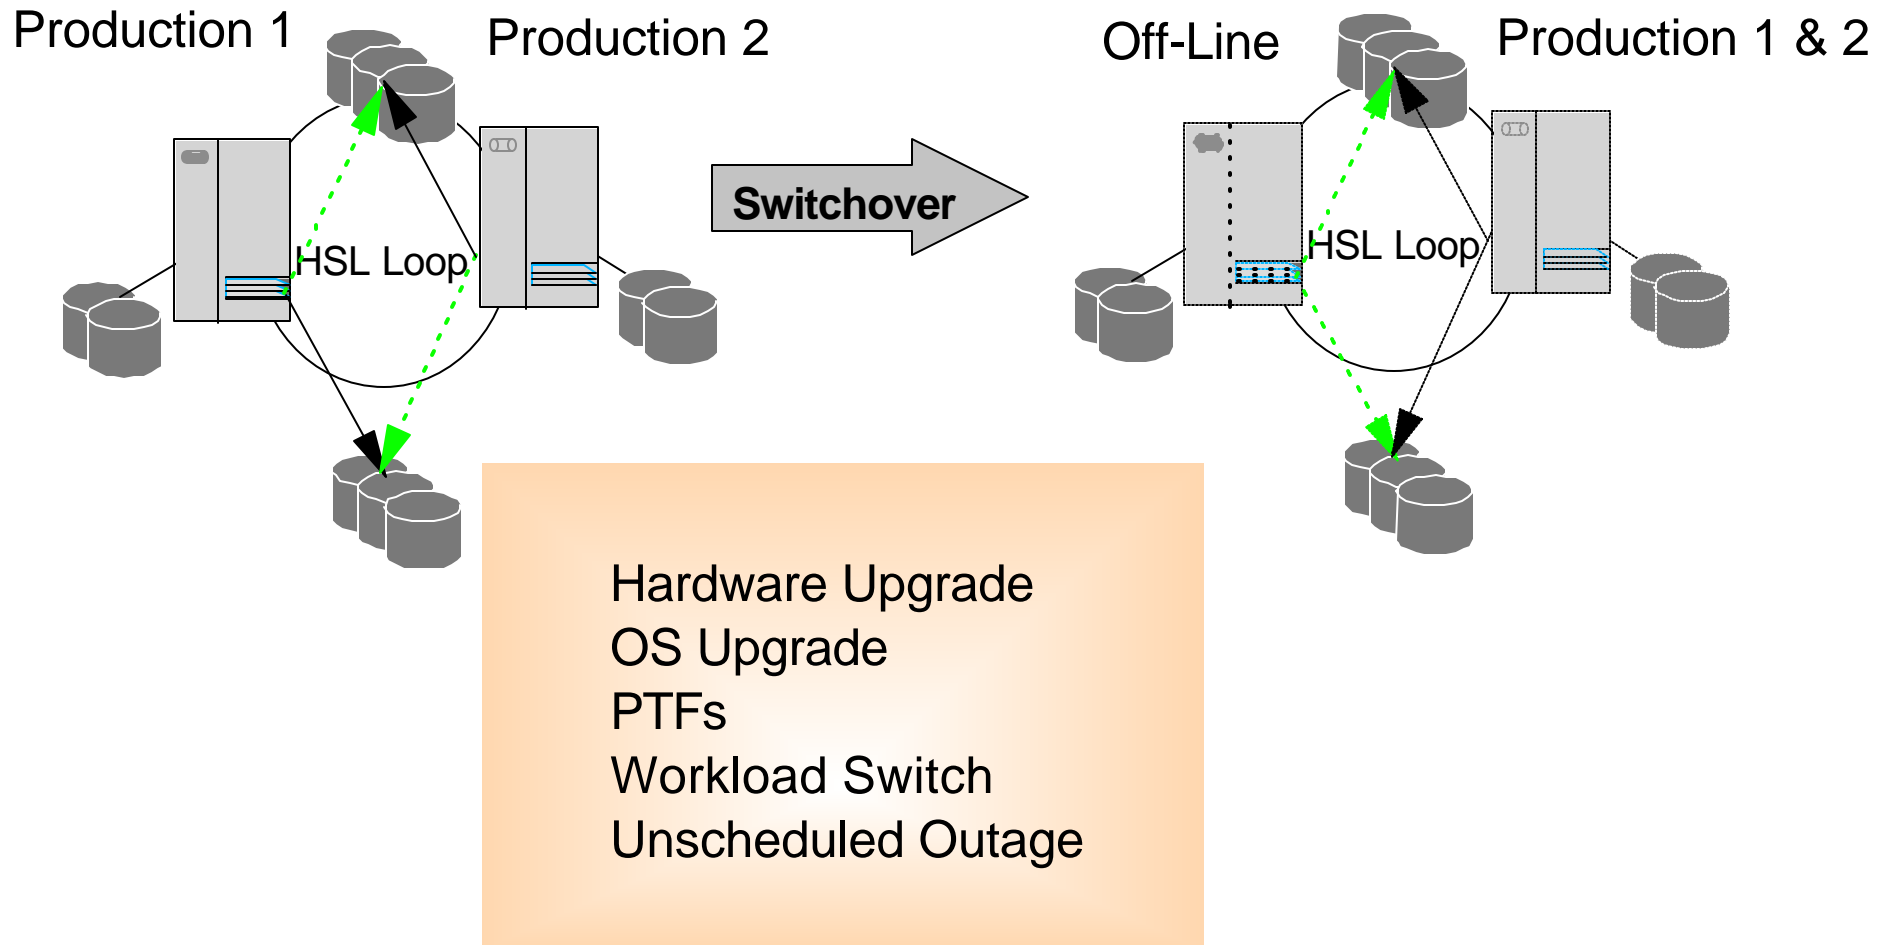 Production 1
Production 2
Off-Line
Production 1 & 2
Switchover
HSL Loop
HSL Loop
Hardware Upgrade
OS Upgrade
PTFs
Workload Switch
Unscheduled Outage